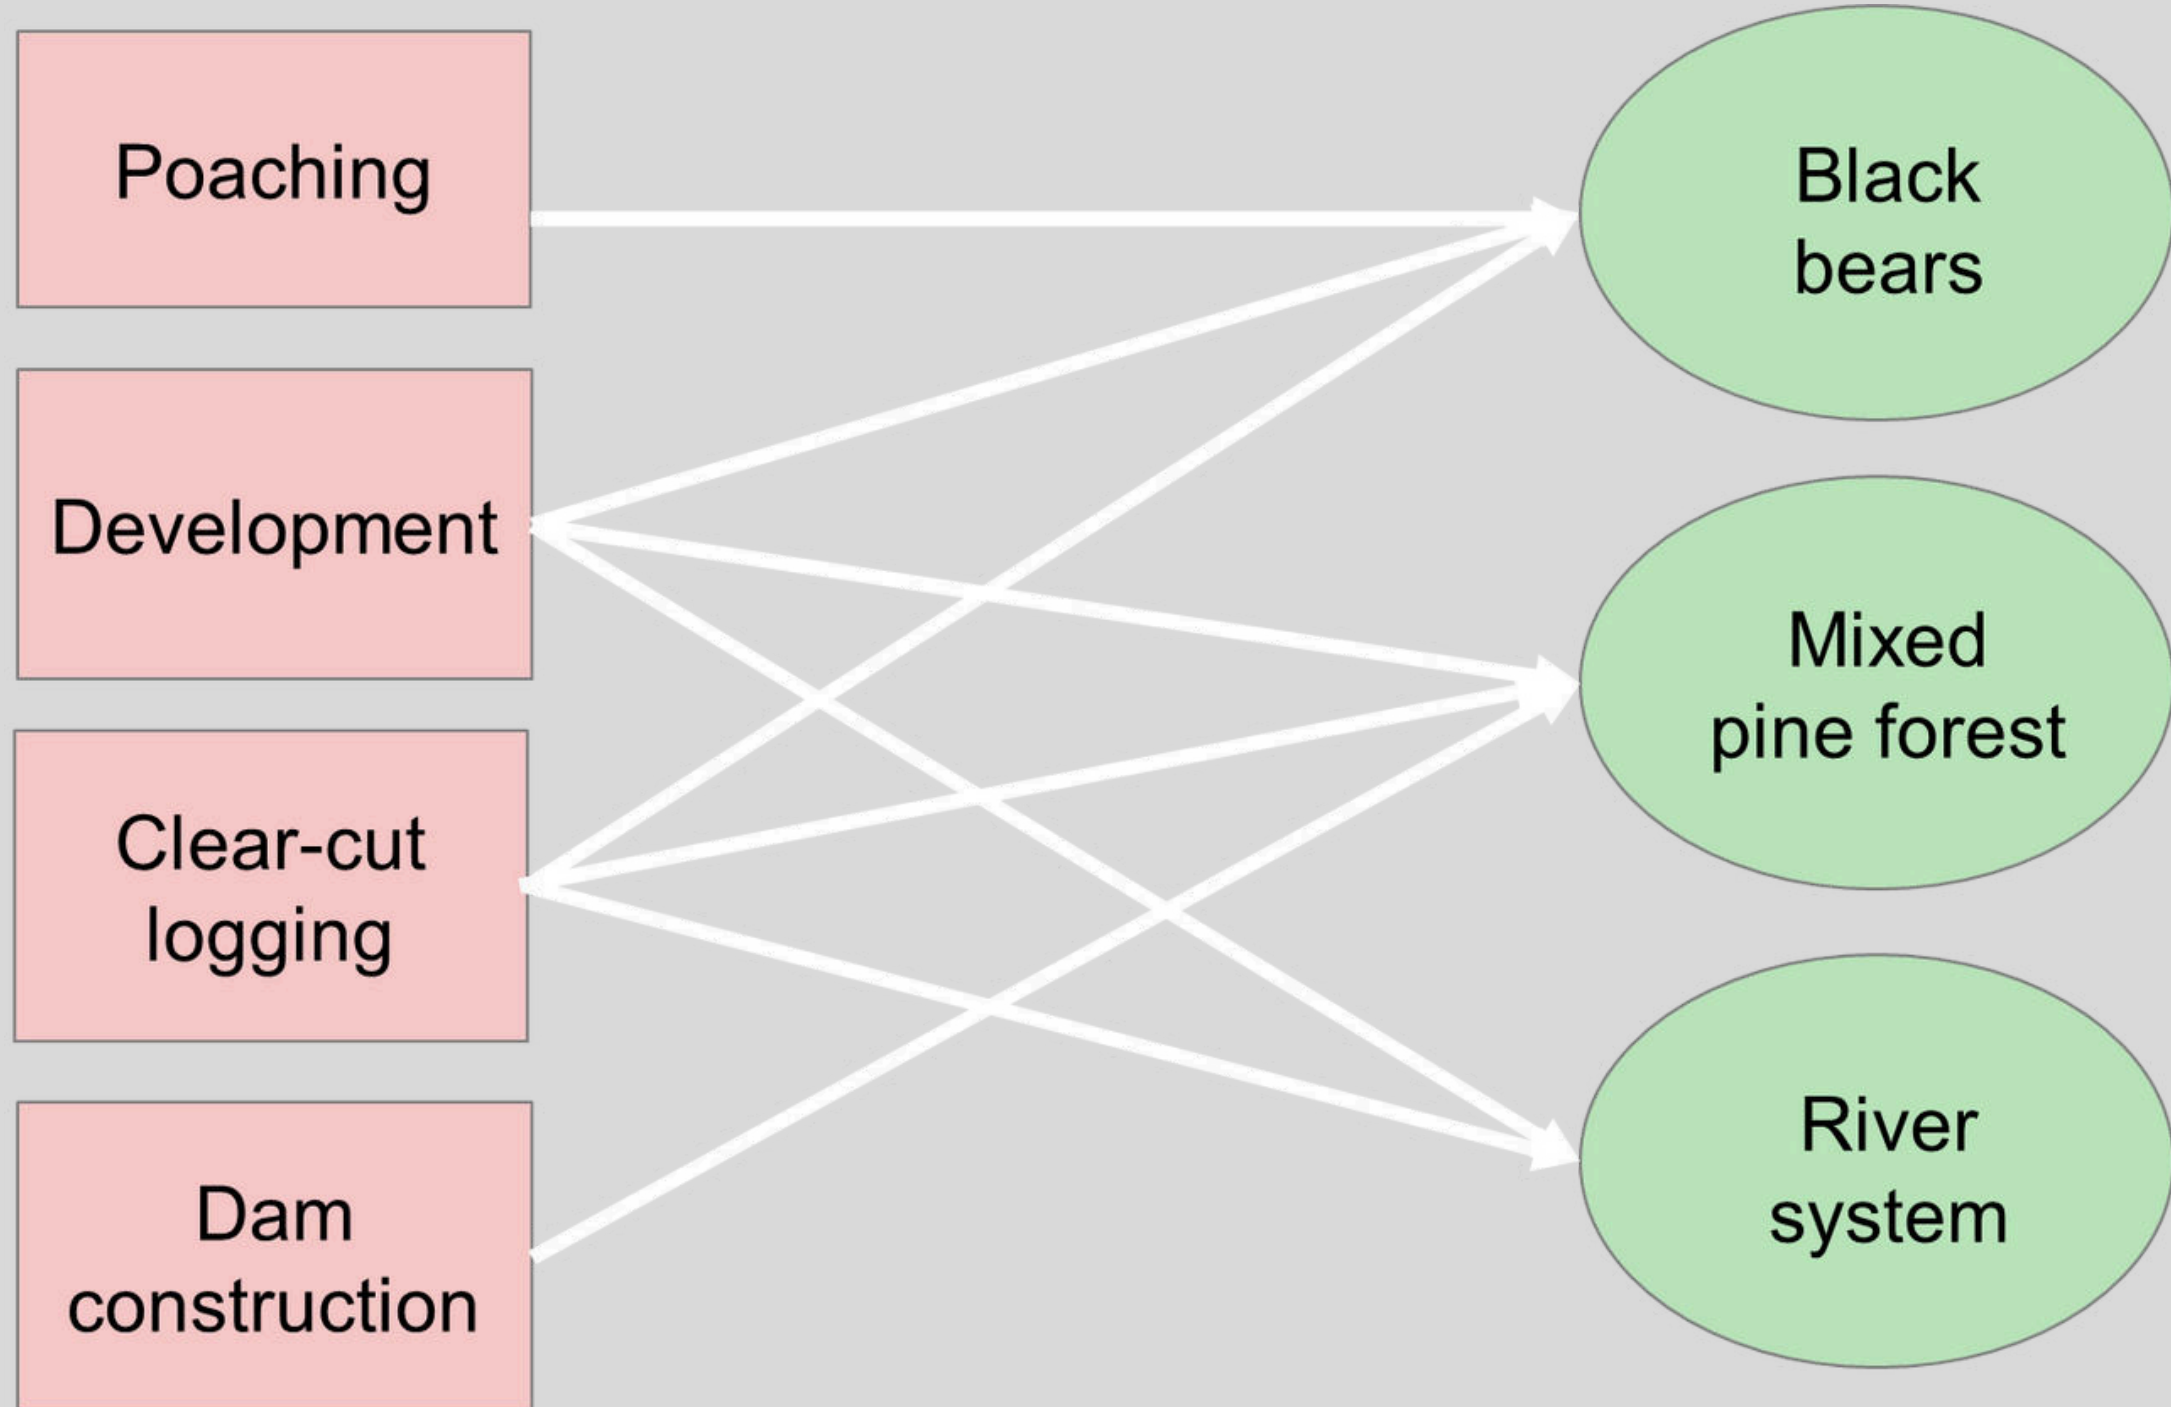 Poaching
Development
Clear-cut
logging
Dam
construction
Black
bears
Mixed
pine forest
River
system